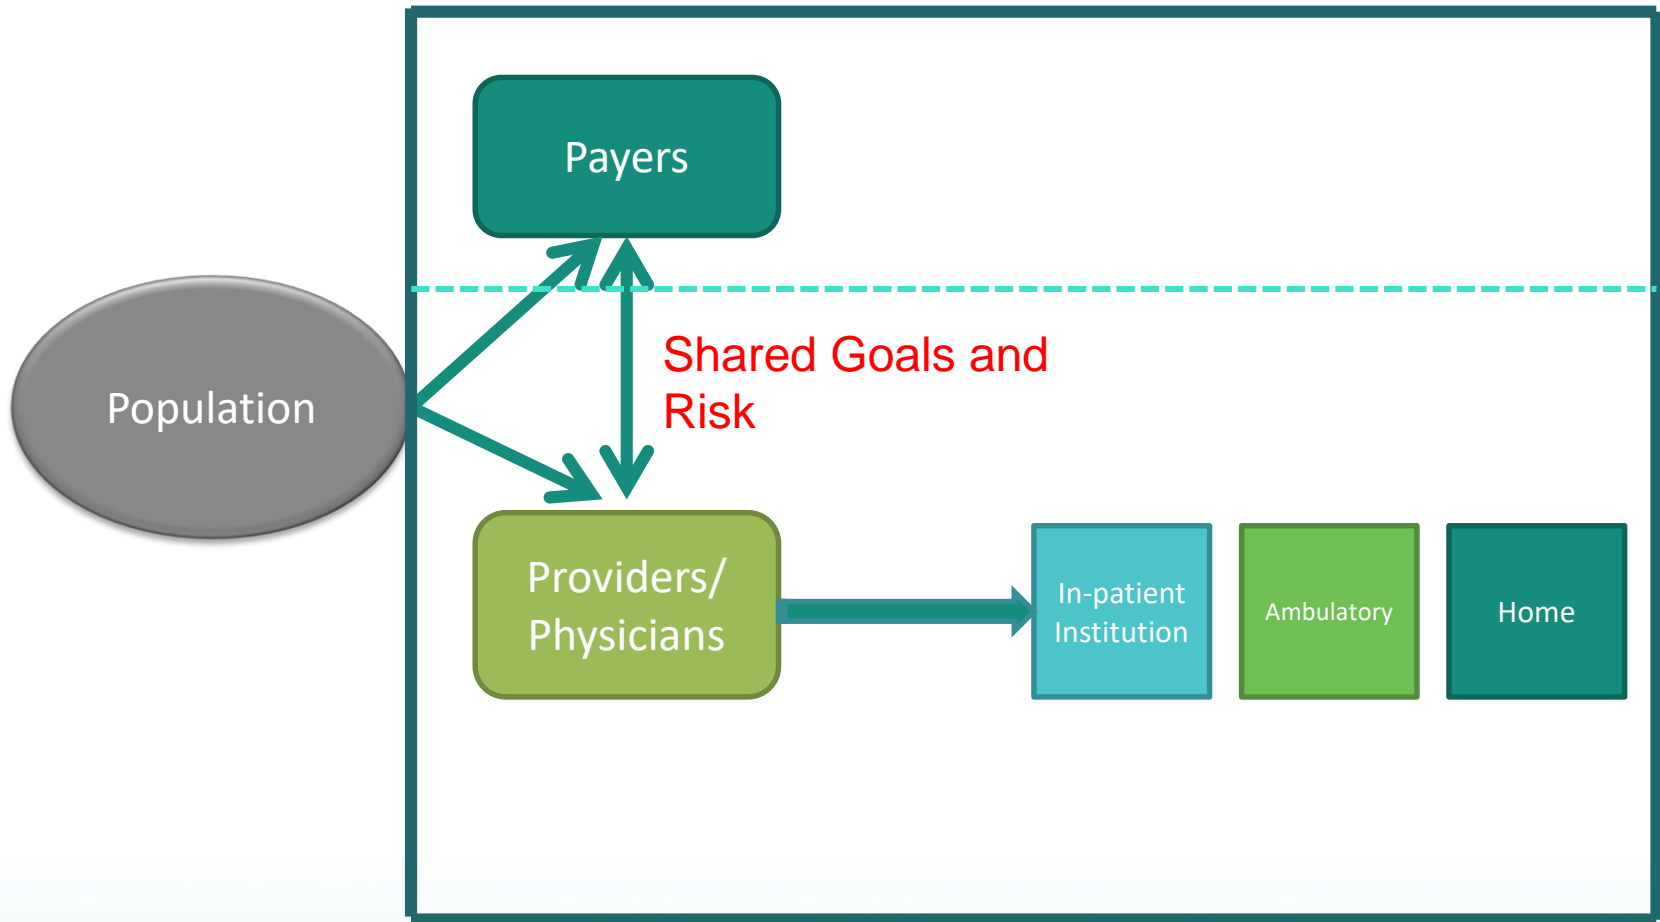 Payers
Shared Goals and
Risk
Population
Providers/
Physicians
In-patient
Institution
Ambulatory
Home